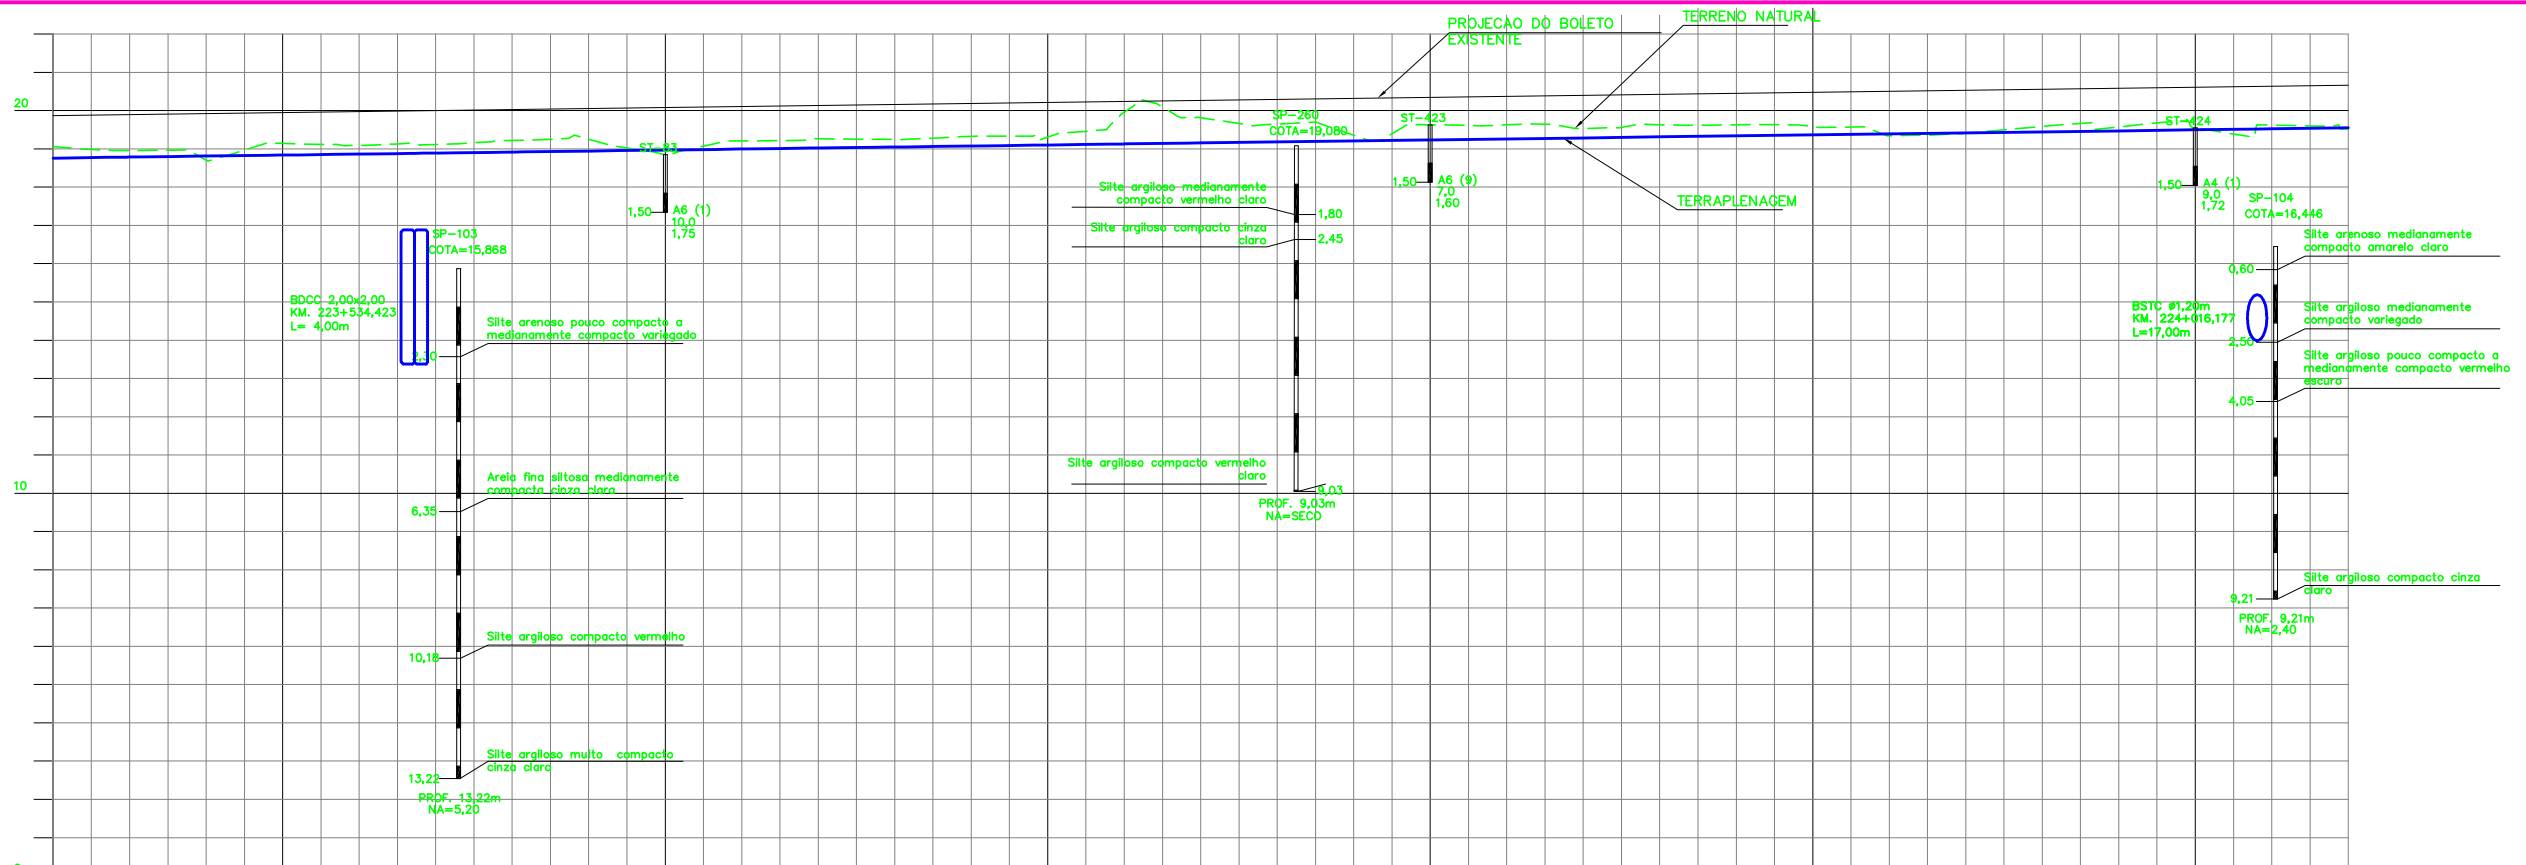 PROJEÇÃO DO BOLETO
EXISTENTE
TERRENO NATURAL
20
SP-260
COTA=19,080
ST-423
ST-424
ST-83
Silte argiloso medianamente
compacto vermelho claro
1,80
Silte argiloso compacto cinza
claro
2,45
1,50
A6 (9)
7,0
1,60
TERRAPLENAGEM
1,50
A4 (1)
9,0
1,72
SP-104
COTA=16,446
1,50
A6 (1)
10,0
1,75
SP-103
COTA=15,868
Silte arenoso medianamente
compacto amarelo claro
0,60
BDCC 2,00x2,00
KM. 223+534,423
L= 4,00m
BSTC ø1,20m
KM. 224+016,177
L=17,00m
Silte argiloso medianamente
compacto variegado
2,50
Silte arenoso pouco compacto a
medianamente compacto variegado
2,30
Silte argiloso pouco compacto a
medianamente compacto vermelho
escuro
4,05
10
Silte argiloso compacto vermelho
claro
9,03
PROF. 9,03m
NA=SECO
Areia fina siltosa medianamente
compacta cinza clara
6,35
Silte argiloso compacto cinza
claro
9,21
PROF. 9,21m
NA=2,40
Silte argiloso compacto vermelho
10,18
Silte argiloso muito compacto
cinza claro
13,22
PROF. 13,22m
NA=5,20